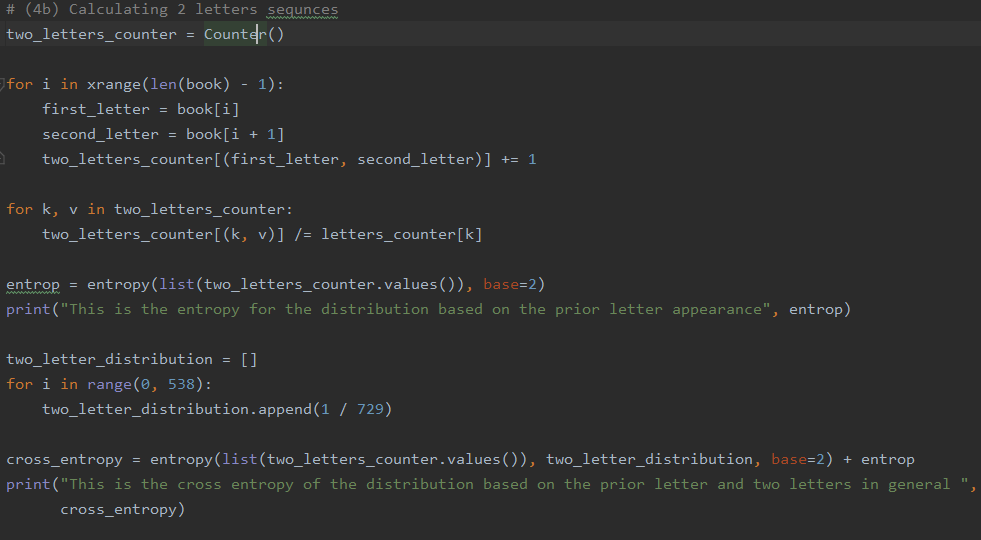 # (4b) Calculating 2 letters sequnces
two_letters_counter = Counter()
for i in xrange(len(book) - 1):
    first_letter = book[i]
    second_letter = book[i + 1]
    two_letters_counter[(first_letter, second_letter)] += 1
for k, v in two_letters_counter:
    two_letters_counter[(k, v)] /= letters_counter[k]
entrop = entropy(list(two_letters_counter.values()), base=2)
print("This is the entropy for the distribution based on the prior letter appearance", entrop)
two_letter_distribution = []
for i in range(0, 538):
    two_letter_distribution.append(1 / 729)
cross_entropy = entropy(list(two_letters_counter.values()), two_letter_distribution, base=2) + entrop
print("This is the cross entropy of the distribution based on the prior letter and two letters in general ",
      cross_entropy)